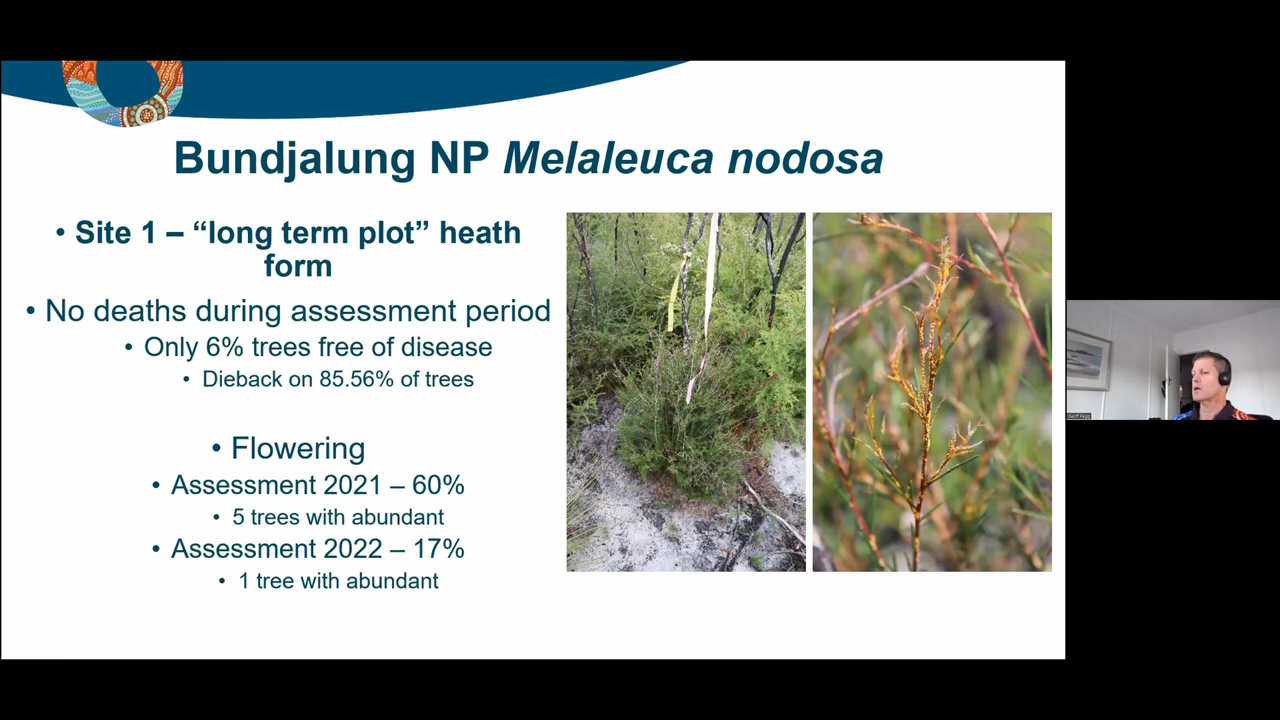 Bundjalung NP Melaleuca nodosa
• Site 1 – “long term plot” heath
form
• No deaths during assessment period
• Only 6% trees free of disease
• Dieback on 85.56% of trees
• Flowering
• Assessment 2021 – 60%
• 5 trees with abundant
• Assessment 2022 – 17%
• 1 tree with abundant
Geoff Pegg